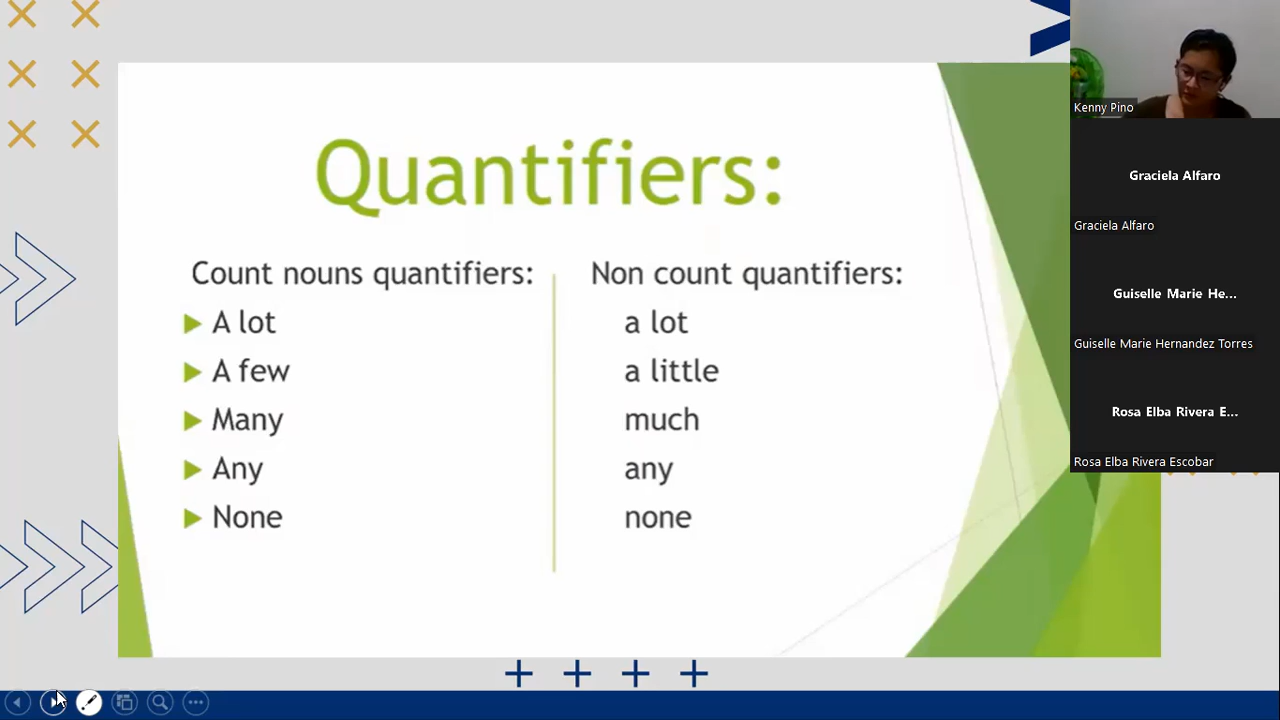 Quantifiers:
Count nouns quantifiers:
A lot
A few
Many
Any
None
Non count quantifiers:
a lot
a little
much
any
none
Kenny Pino
Graciela Alfaro
Graciela Alfaro
Guiselle Marie He...
Guiselle Marie Hernandez Torres
Rosa Elba Rivera E...
Rosa Elba Rivera Escobar